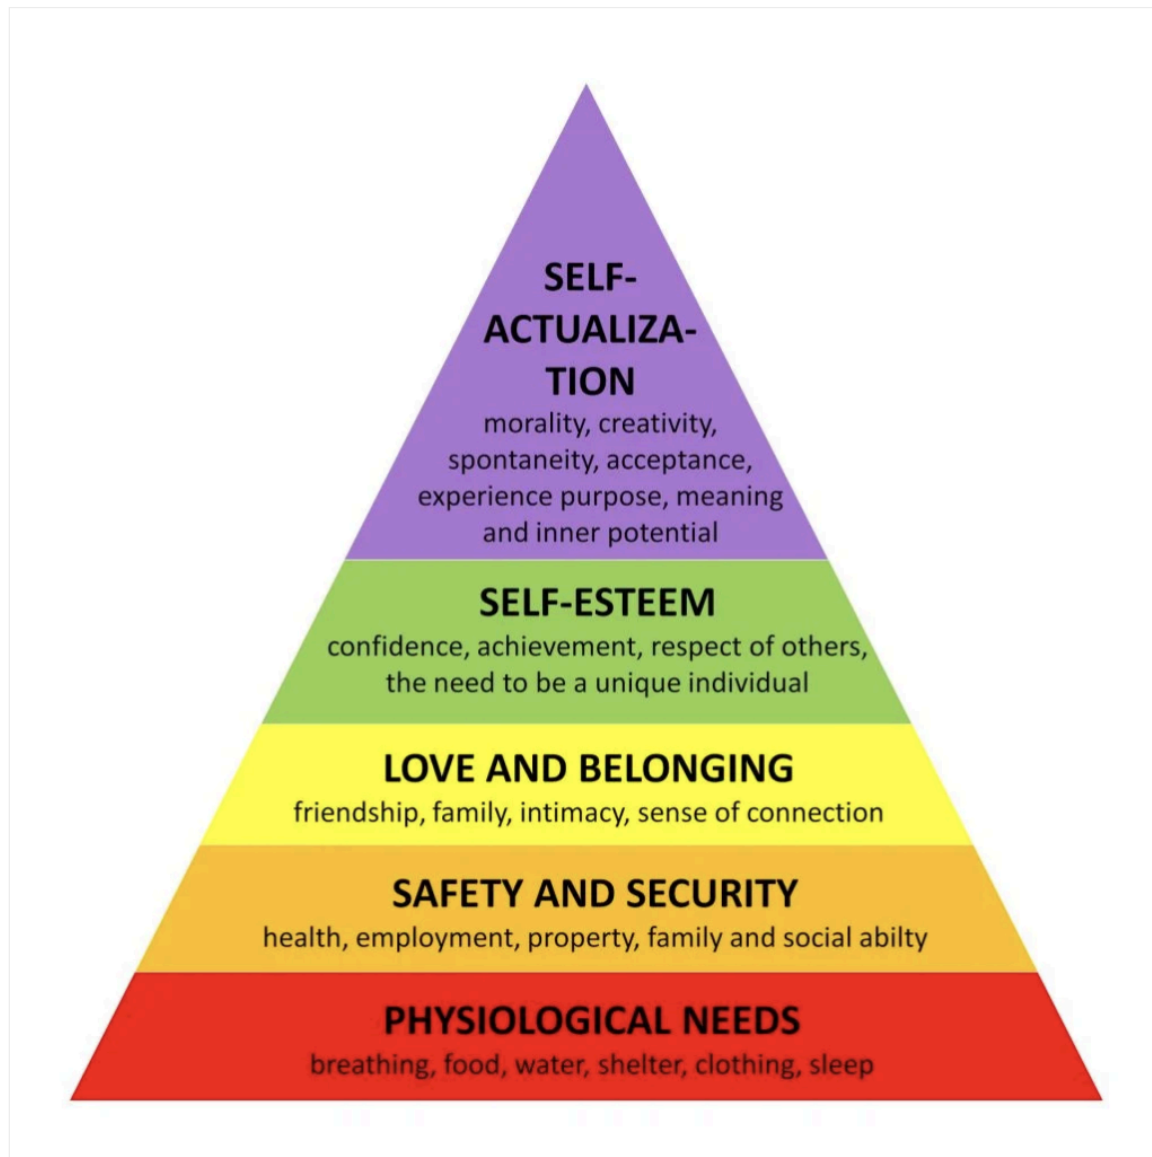 SELF-
ACTUALIZA-
TION
morality, creativity,
spontaneity, acceptance,
experience purpose, meaning
and inner potential
SELF-ESTEEM
confidence, achievement, respect of others,
the need to be a unique individual
LOVE AND BELONGING
friendship, family, intimacy, sense of connection
SAFETY AND SECURITY
health, employment, property, family and social abilty
PHYSIOLOGICAL NEEDS
breathing, food, water, shelter, clothing, sleep